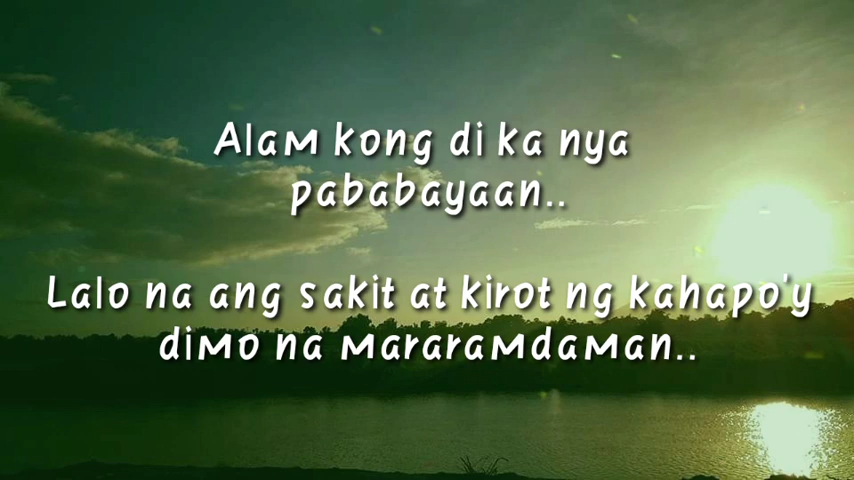 Alam kong di ka nya
pababayaan..
Lalo na ang sakit at kirot ng kahapo'y
dimo na mararamdaman..